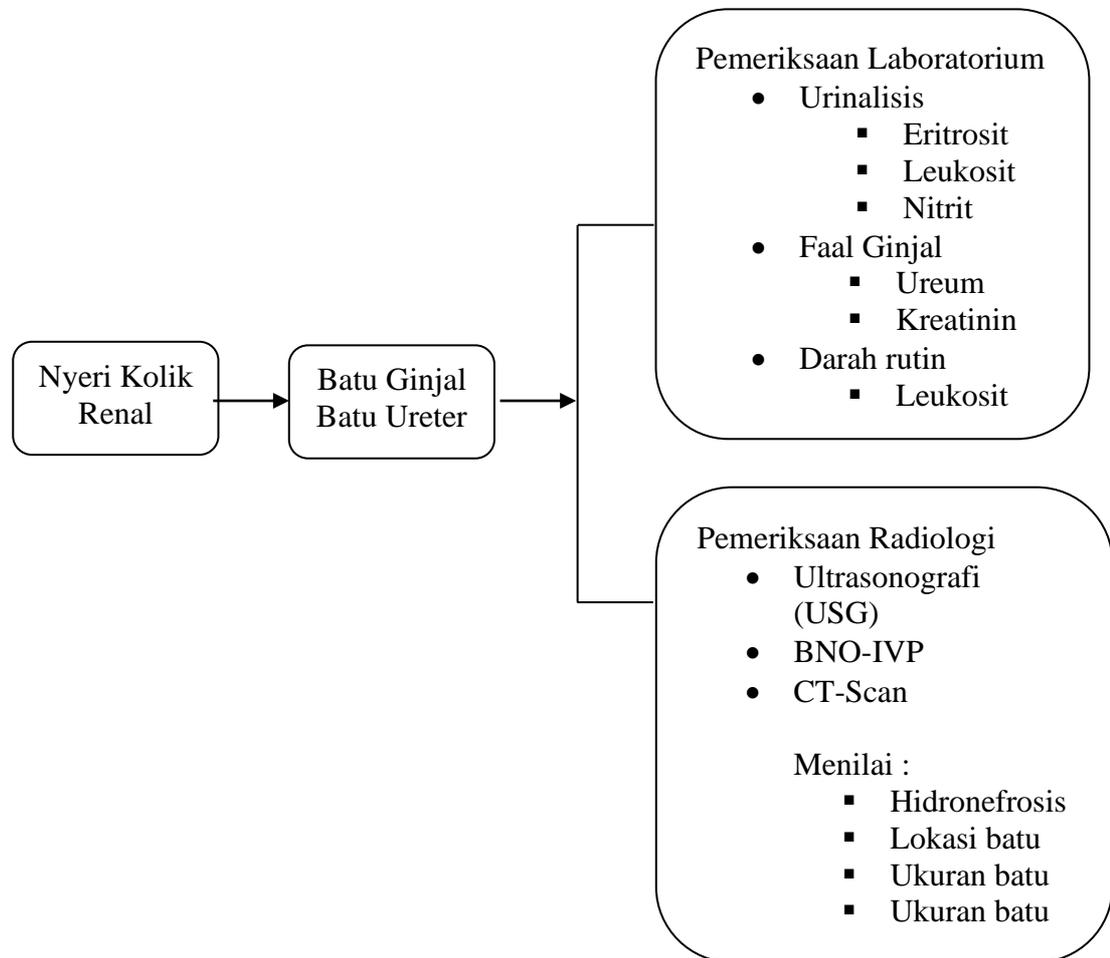 Nyeri Kolik
Renal
Batu Ginjal
Batu Ureter
Pemeriksaan Laboratorium
• Urinalisis
▪ Eritrosit
▪ Leukosit
▪ Nitrit
• Faal Ginjal
▪ Ureum
▪ Kreatinin
• Darah rutin
▪ Leukosit
Pemeriksaan Radiologi
• Ultrasonografi
(USG)
• BNO-IVP
• CT-Scan
Menilai :
▪ Hidronefrosis
▪ Lokasi batu
▪ Ukuran batu
▪ Ukuran batu